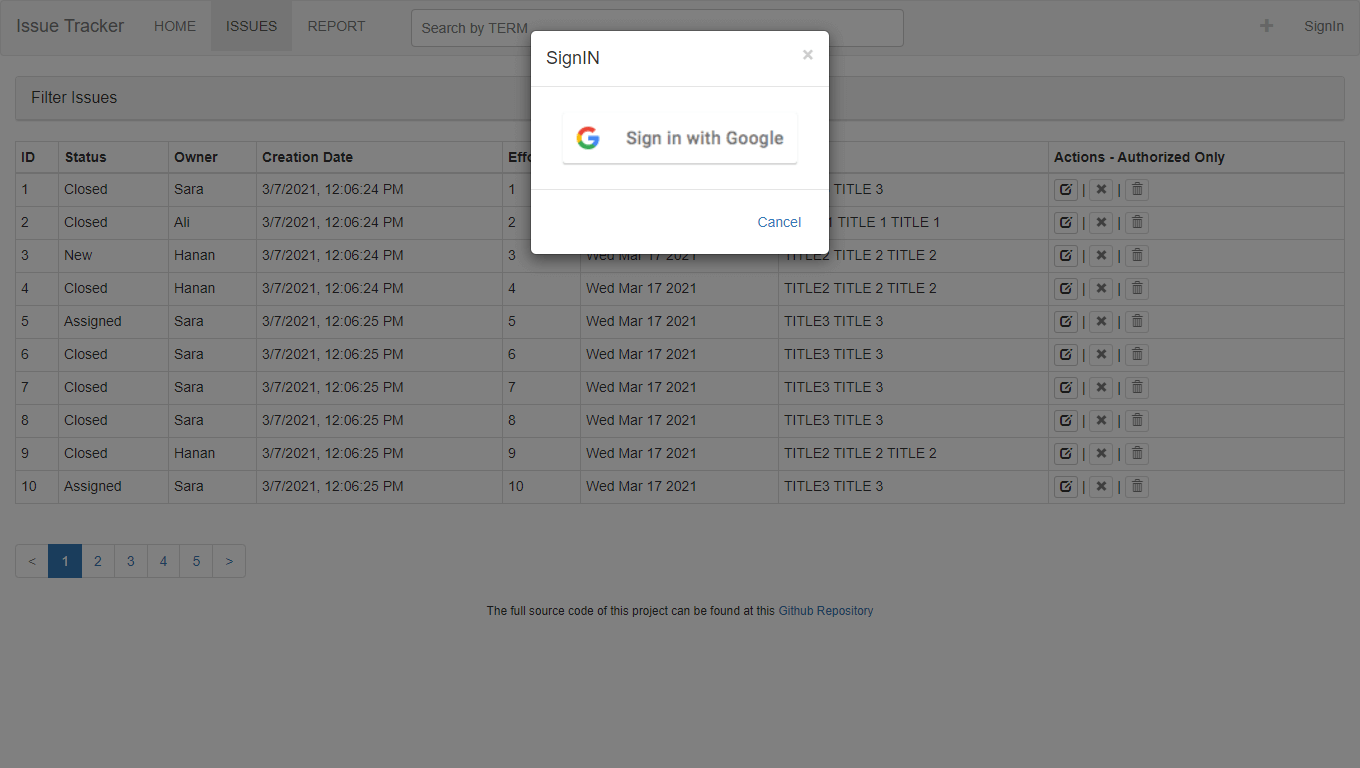 Issue Tracker HOME ISSUES REPORT Search by TERM SignIn
SignIN ×
Sign in with Google
Cancel
Filter Issues
ID Status Owner Creation Date Actions - Authorized Only
1 Closed Sara 3/7/2021, 12:06:24 PM 1 TITLE 3 | |
2 Closed Ali 3/7/2021, 12:06:24 PM 2 TITLE 1 TITLE 1 | |
3 New Hanan 3/7/2021, 12:06:24 PM 3 Wed Mar 17 2021 TITLE2 TITLE 2 TITLE 2 | |
4 Closed Hanan 3/7/2021, 12:06:24 PM 4 Wed Mar 17 2021 TITLE2 TITLE 2 TITLE 2 | |
5 Assigned Sara 3/7/2021, 12:06:25 PM 5 Wed Mar 17 2021 TITLE3 TITLE 3 | |
6 Closed Sara 3/7/2021, 12:06:25 PM 6 Wed Mar 17 2021 TITLE3 TITLE 3 | |
7 Closed Sara 3/7/2021, 12:06:25 PM 7 Wed Mar 17 2021 TITLE3 TITLE 3 | |
8 Closed Sara 3/7/2021, 12:06:25 PM 8 Wed Mar 17 2021 TITLE3 TITLE 3 | |
9 Closed Hanan 3/7/2021, 12:06:25 PM 9 Wed Mar 17 2021 TITLE2 TITLE 2 TITLE 2 | |
10 Assigned Sara 3/7/2021, 12:06:25 PM 10 Wed Mar 17 2021 TITLE3 TITLE 3 | |
< 1 2 3 4 5 >
The full source code of this project can be found at this Github Repository